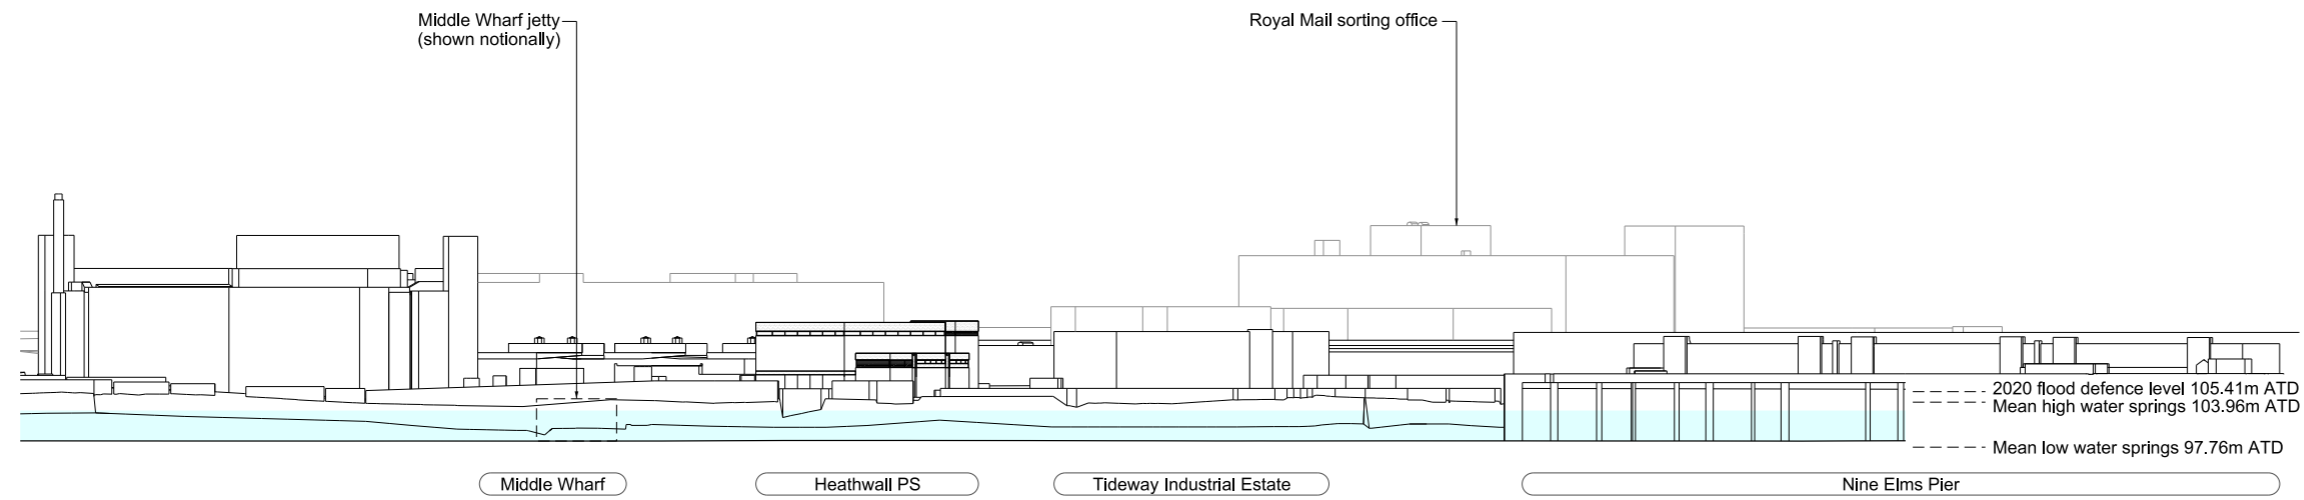 Middle Wharf jetty
(shown notionally)
Royal Mail sorting office
2020 flood defence level 105.41m ATD
Mean high water springs 103.96m ATD
Mean low water springs 97.76m ATD
Middle Wharf
Heathwall PS
Tideway Industrial Estate
Nine Elms Pier